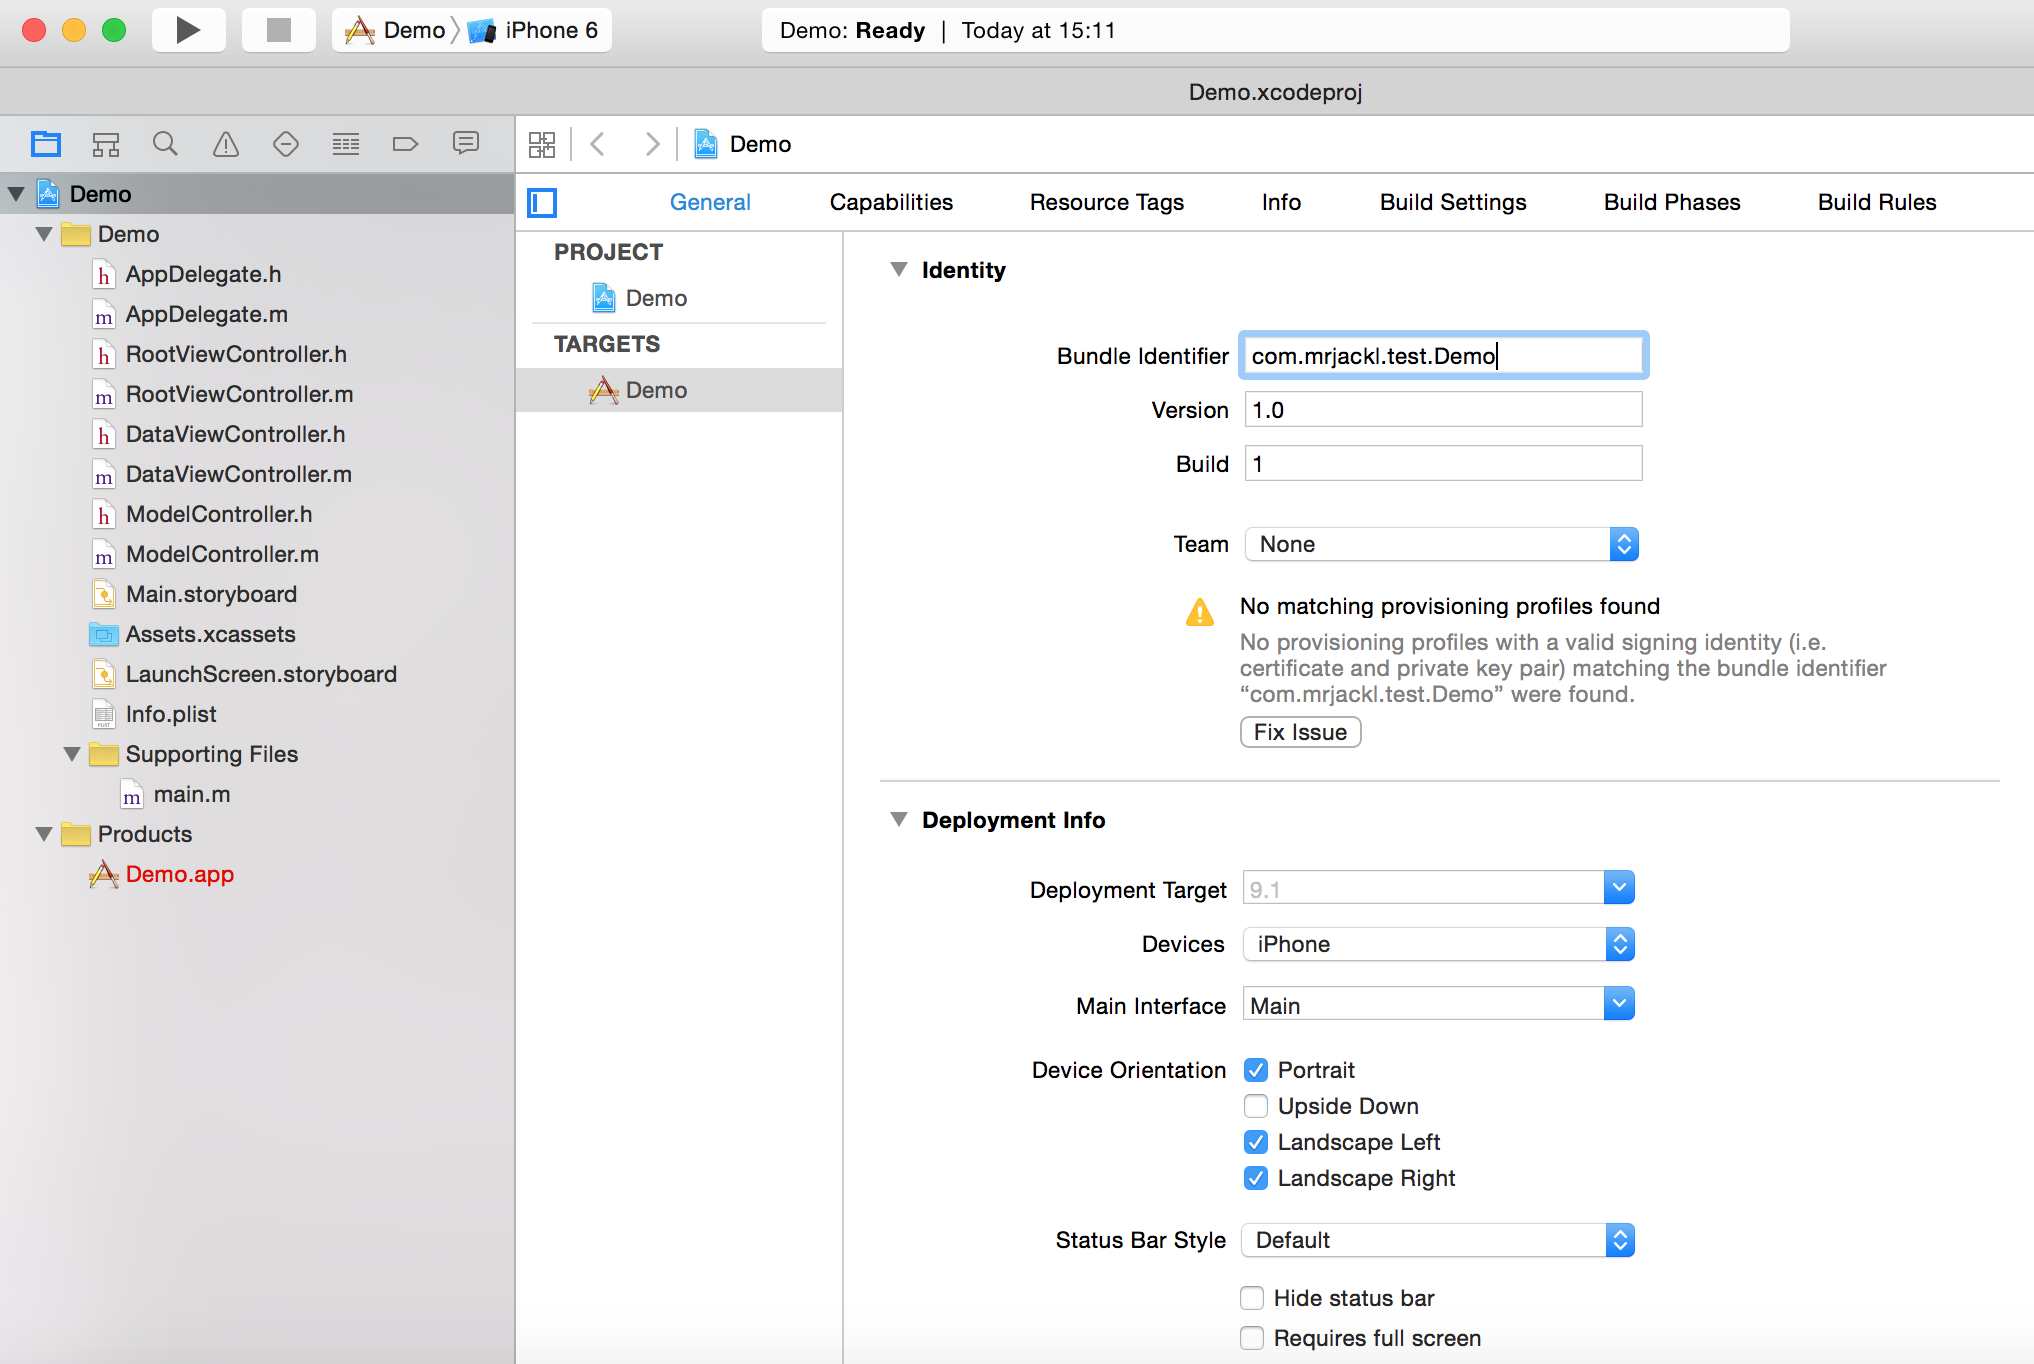 Demo
iPhone 6
Demo: Ready | Today at 15:11
Demo.xcodeproj
Demo
Demo
Demo
h AppDelegate.h
m AppDelegate.m
h RootViewController.h
m RootViewController.m
h DataViewController.h
m DataViewController.m
h ModelController.h
m ModelController.m
Main.storyboard
Assets.xcassets
LaunchScreen.storyboard
PLIST Info.plist
Supporting Files
m main.m
Products
Demo.app
General Capabilities Resource Tags Info Build Settings Build Phases Build Rules
PROJECT
Demo
TARGETS
Demo
Identity
Bundle Identifier com.mrjackl.test.Demo
Version 1.0
Build 1
Team None
No matching provisioning profiles found
No provisioning profiles with a valid signing identity (i.e.
certificate and private key pair) matching the bundle identifier
“com.mrjackl.test.Demo” were found.
Fix Issue
Deployment Info
Deployment Target 9.1
Devices iPhone
Main Interface Main
Device Orientation Portrait
Upside Down
Landscape Left
Landscape Right
Status Bar Style Default
Hide status bar
Requires full screen